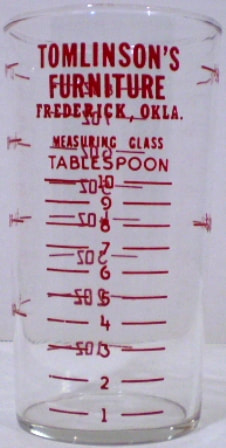 TOMLINSON'S
FURNITURE
FREDERICK, OKLA.
MEASURING GLASS
TABLESPOON
10
9
8
7
6
5
4
3
2
1